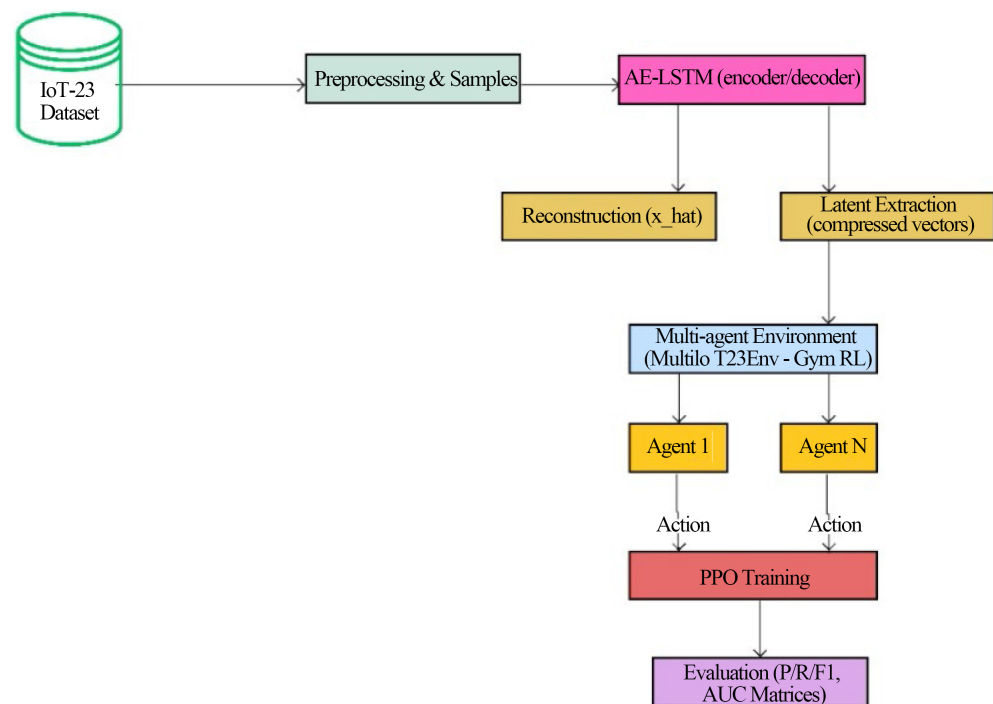 IoT-23
Dataset
Preprocessing & Samples
AE-LSTM (encoder/decoder)
Reconstruction (x_hat)
Latent Extraction
(compressed vectors)
Multi-agent Environment
(Multilo T23Env - Gym RL)
Agent 1
Agent N
Action
Action
PPO Training
Evaluation (P/R/F1,
AUC Matrices)